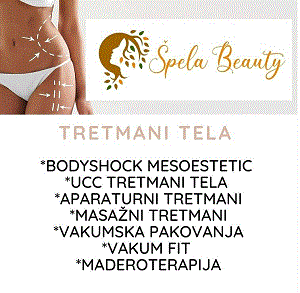 Špela Beauty
TRETMANI TELA
*BODYSHOCK MESOESTETIC
*UCC TRETMANI TELA
*APARATURNI TRETMANI
*MASAŽNI TRETMANI
*VAKUMSKA PAKOVANJA
*VAKUM FIT
*MADEROTERAPIJA